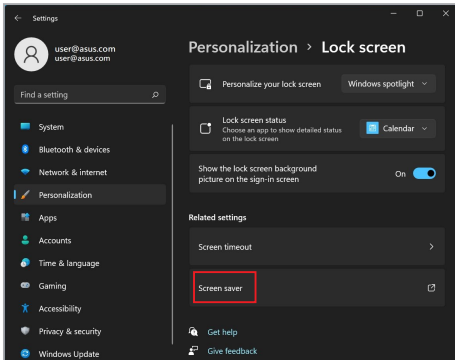 Settings
user@asus.com
user@asus.com
Find a setting
System
Bluetooth & devices
Network & internet
Personalization
Apps
Accounts
Time & language
Gaming
Accessibility
Privacy & security
Windows Update
Personalization > Lock screen
Personalize your lock screen
Windows spotlight
Lock screen status
Choose an app to show detailed status
on the lock screen
Calendar
Show the lock screen background
picture on the sign-in screen
On
Related settings
Screen timeout
Screen saver
Get help
Give feedback